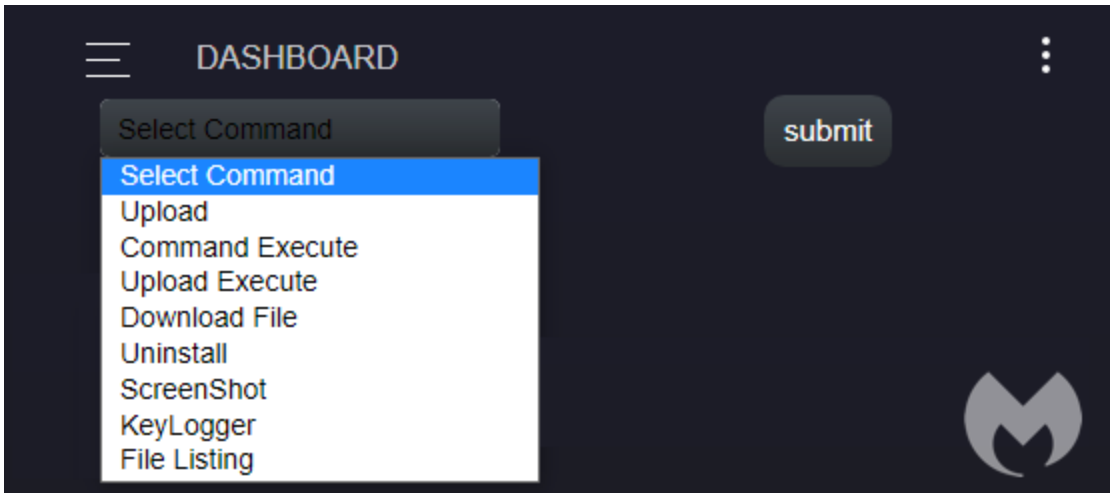 DASHBOARD
Select Command
submit
Select Command
Upload
Command Execute
Upload Execute
Download File
Uninstall
ScreenShot
KeyLogger
File Listing